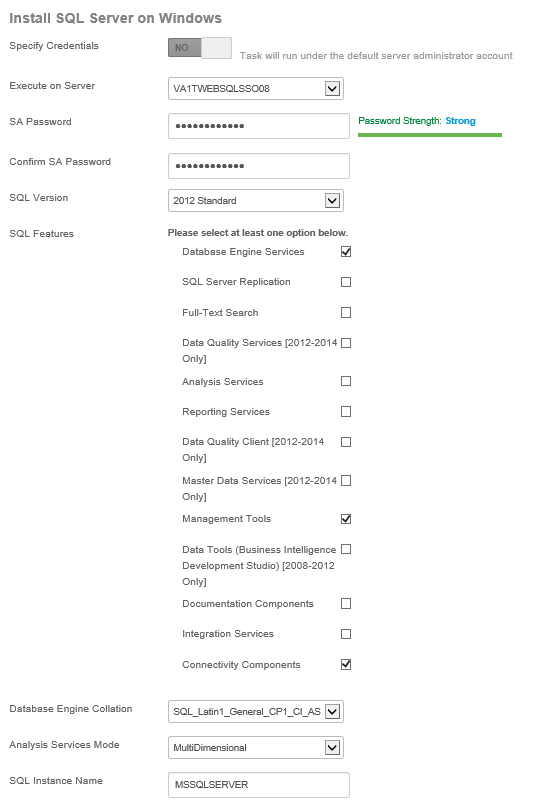 Install SQL Server on Windows
Specify Credentials
NO
Task will run under the default server administrator account
Execute on Server
VA1TWEBSQLSSO08
SA Password
●●●●●●●●●●●●
Password Strength: Strong
Confirm SA Password
●●●●●●●●●●●●
SQL Version
2012 Standard
SQL Features
Please select at least one option below.
Database Engine Services
SQL Server Replication
Full-Text Search
Data Quality Services [2012-2014
Only]
Analysis Services
Reporting Services
Data Quality Client [2012-2014
Only]
Master Data Services [2012-2014
Only]
Management Tools
Data Tools (Business Intelligence
Development Studio) [2008-2012
Only]
Documentation Components
Integration Services
Connectivity Components
Database Engine Collation
SQL_Latin1_General_CP1_CI_AS
Analysis Services Mode
MultiDimensional
SQL Instance Name
MSSQLSERVER